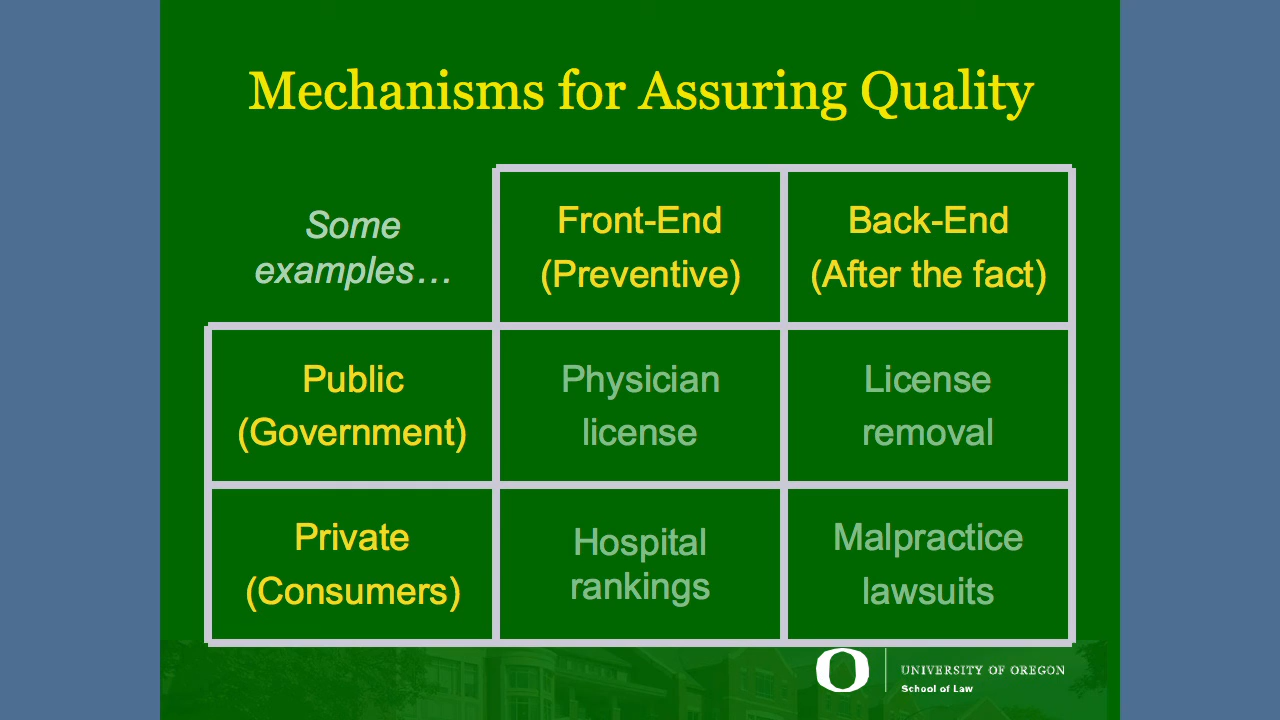 Mechanisms for Assuring Quality
Some
examples…
Front-End
(Preventive)
Back-End
(After the fact)
Public
(Government)
Physician
license
License
removal
Private
(Consumers)
Hospital
rankings
Malpractice
lawsuits
UNIVERSITY OF OREGON
School of Law